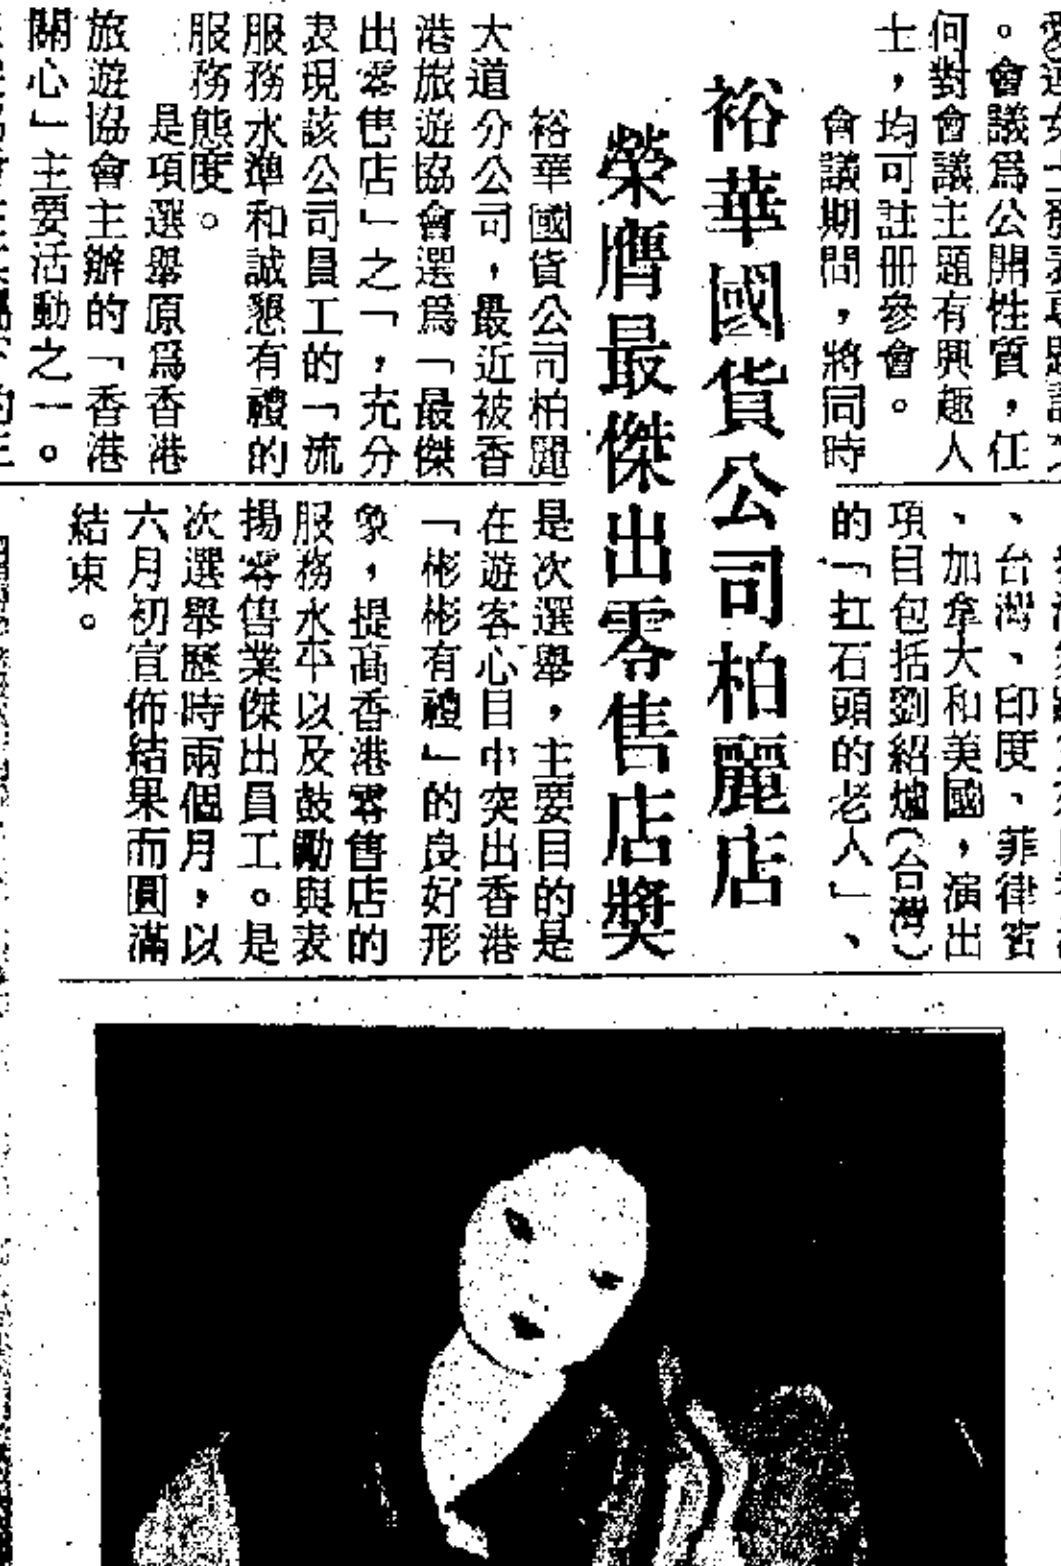 。會議爲公開性質，任
何對會議主題有興趣人
士，均可註冊參會。
會議期間，將同時
、台灣、印度、菲律賓
、加拿大和美國，演出
項目包括劉紹爐（台灣）
的「扛石頭的老人」、
裕華國貨公司柏麗店
榮膺最傑出零售店獎
裕華國貨公司柏麗
大道分公司，最近被香
港旅遊協會選爲「最傑
出零售店」之「，充分
表現該公司員工的「流
服務水準和誠懇有禮的
服務態度。
是項選舉原爲香港
旅遊協會主辦的「香港
關心」主要活動之一。
是次選舉，主要目的是
在遊客心目中突出香港
「彬彬有禮」的良好形
象，提高香港零售店的
服務水平以及鼓勵與表
揚零售業傑出員工。是
次選舉歷時兩個月，以
六月初宣佈結果而圓滿
結束。